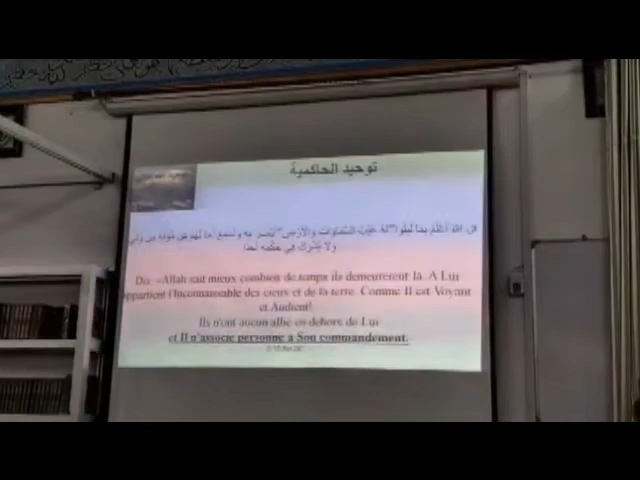 توحيد الحاكمية
قل الله أعلم بما لبثوا له غيب السماوات والأرض أبصر به وأسمع ما لهم من دونه من ولي
ولا يشرك في حكمه أحدا
Dis : «Allah sait mieux combien de temps ils demeurèrent là. A Lui
appartient l'Inconnaissable des cieux et de la terre. Comme Il est Voyant
et Audient!
Ils n'ont aucun allié en dehors de Lui
et Il n'associe personne à Son commandement.